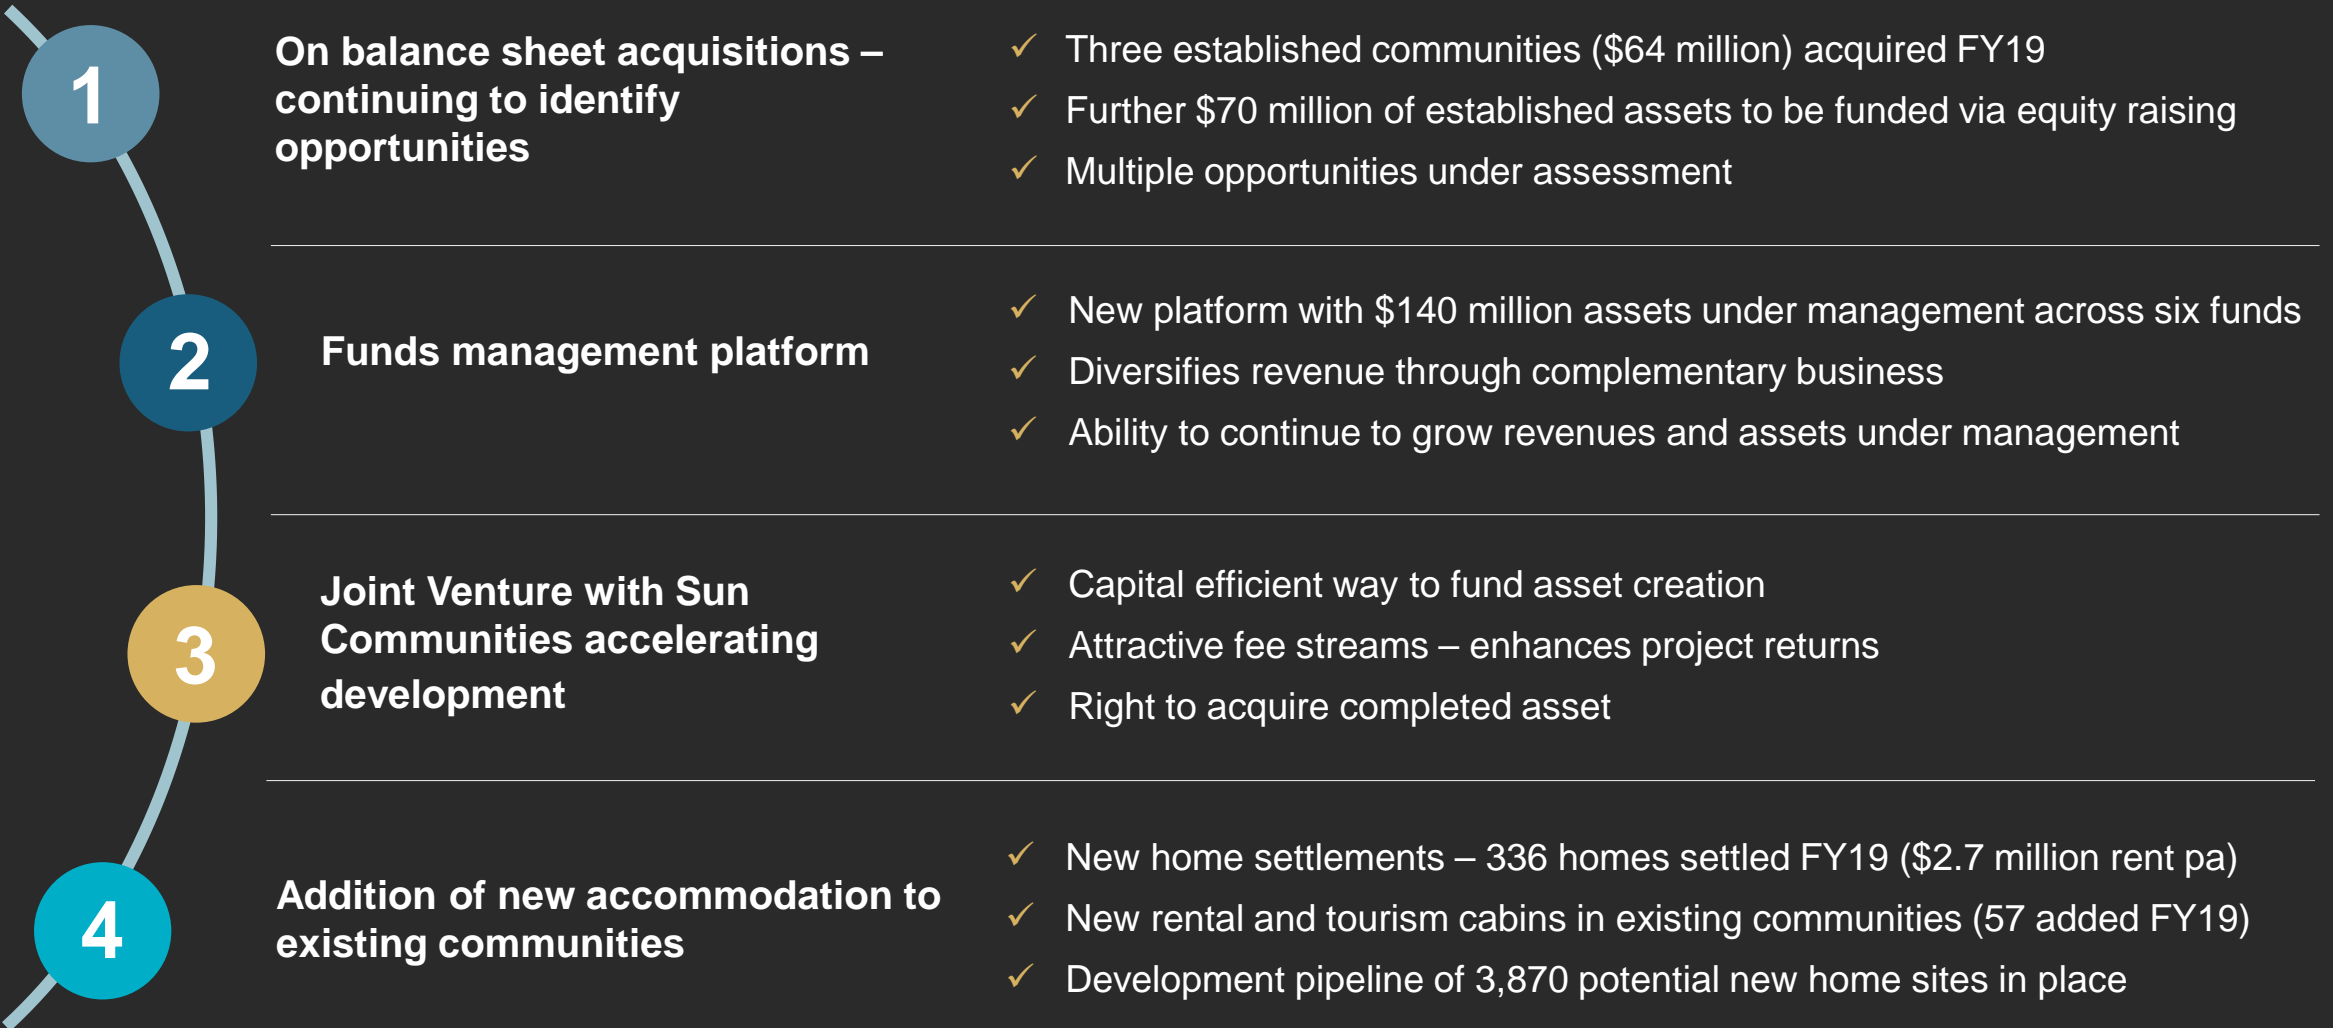 1
On balance sheet acquisitions –
continuing to identify
opportunities
✓ Three established communities ($64 million) acquired FY19
✓ Further $70 million of established assets to be funded via equity raising
✓ Multiple opportunities under assessment
2
Funds management platform
✓ New platform with $140 million assets under management across six funds
✓ Diversifies revenue through complementary business
✓ Ability to continue to grow revenues and assets under management
3
Joint Venture with Sun
Communities accelerating
development
✓ Capital efficient way to fund asset creation
✓ Attractive fee streams – enhances project returns
✓ Right to acquire completed asset
4
Addition of new accommodation to
existing communities
✓ New home settlements – 336 homes settled FY19 ($2.7 million rent pa)
✓ New rental and tourism cabins in existing communities (57 added FY19)
✓ Development pipeline of 3,870 potential new home sites in place